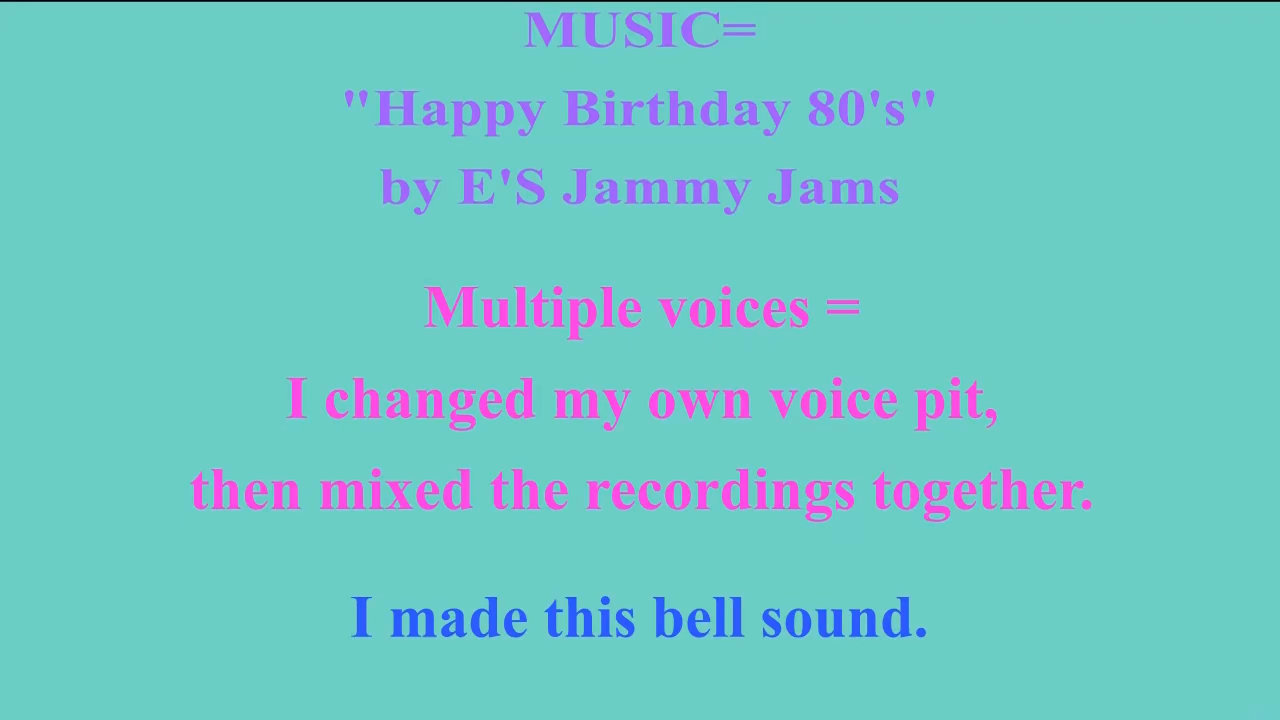 MUSIC=
"Happy Birthday 80's"
by E'S Jammy Jams
Multiple voices =
I changed my own voice pit,
then mixed the recordings together.
I made this bell sound.